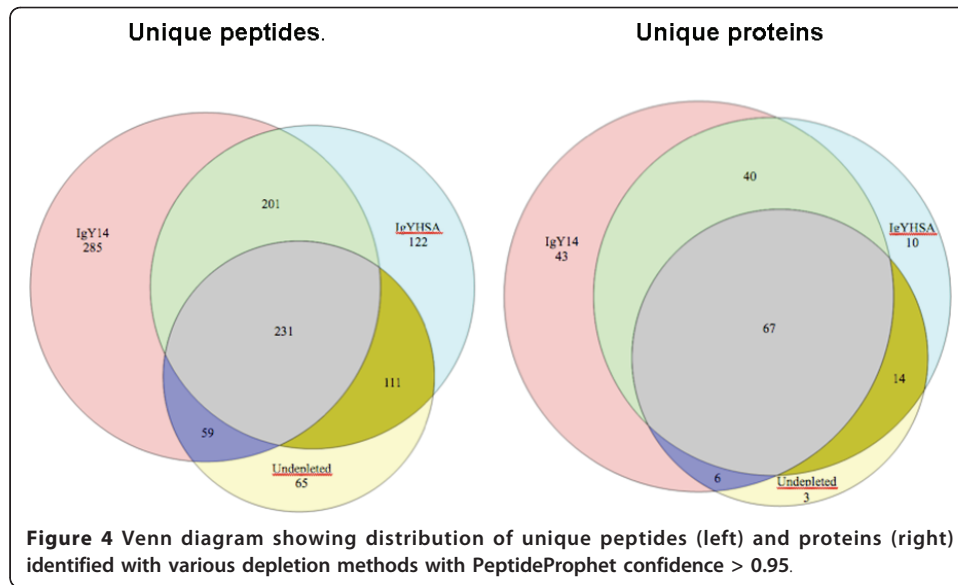 Unique peptides.
Unique proteins
IgY14
285
201
IgYHSA
122
231
111
59
Undepleted
65
IgY14
43
40
IgYHSA
10
67
14
6
Undepleted
3
Figure 4 Venn diagram showing distribution of unique peptides (left) and proteins (right)
identified with various depletion methods with PeptideProphet confidence > 0.95.